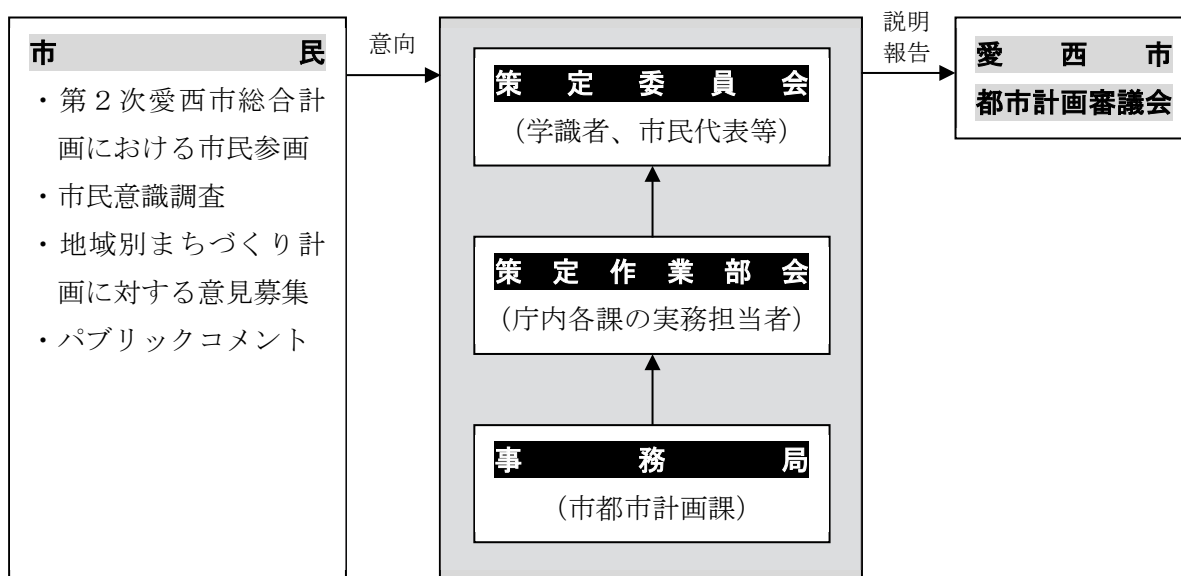 市民
・第２次愛西市総合計
画における市民参画
・市民意識調査
・地域別まちづくり計
画に対する意見募集
・パブリックコメント
意向
策定委員会
（学識者、市民代表等）
策定作業部会
（庁内各課の実務担当者）
事務局
（市都市計画課）
説明
報告
愛西市
都市計画審議会